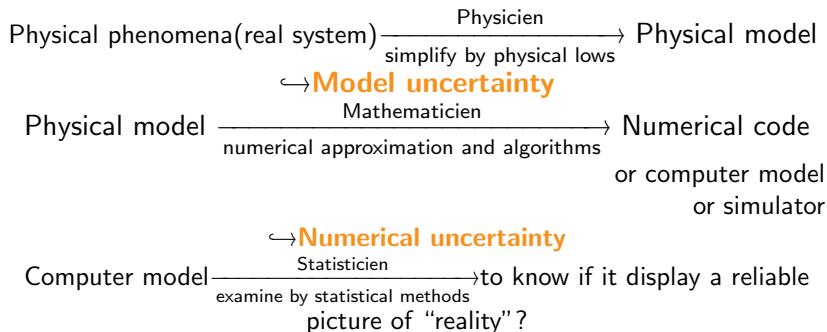 Physicien
Physical phenomena(real system) ⟶ Physical model
simplify by physical lows
↪Model uncertainty
Mathematicien
Physical model ⟶ Numerical code
numerical approximation and algorithms
or computer model
or simulator
↪Numerical uncertainty
Statisticien
Computer model⟶to know if it display a reliable
examine by statistical methods
picture of “reality”?